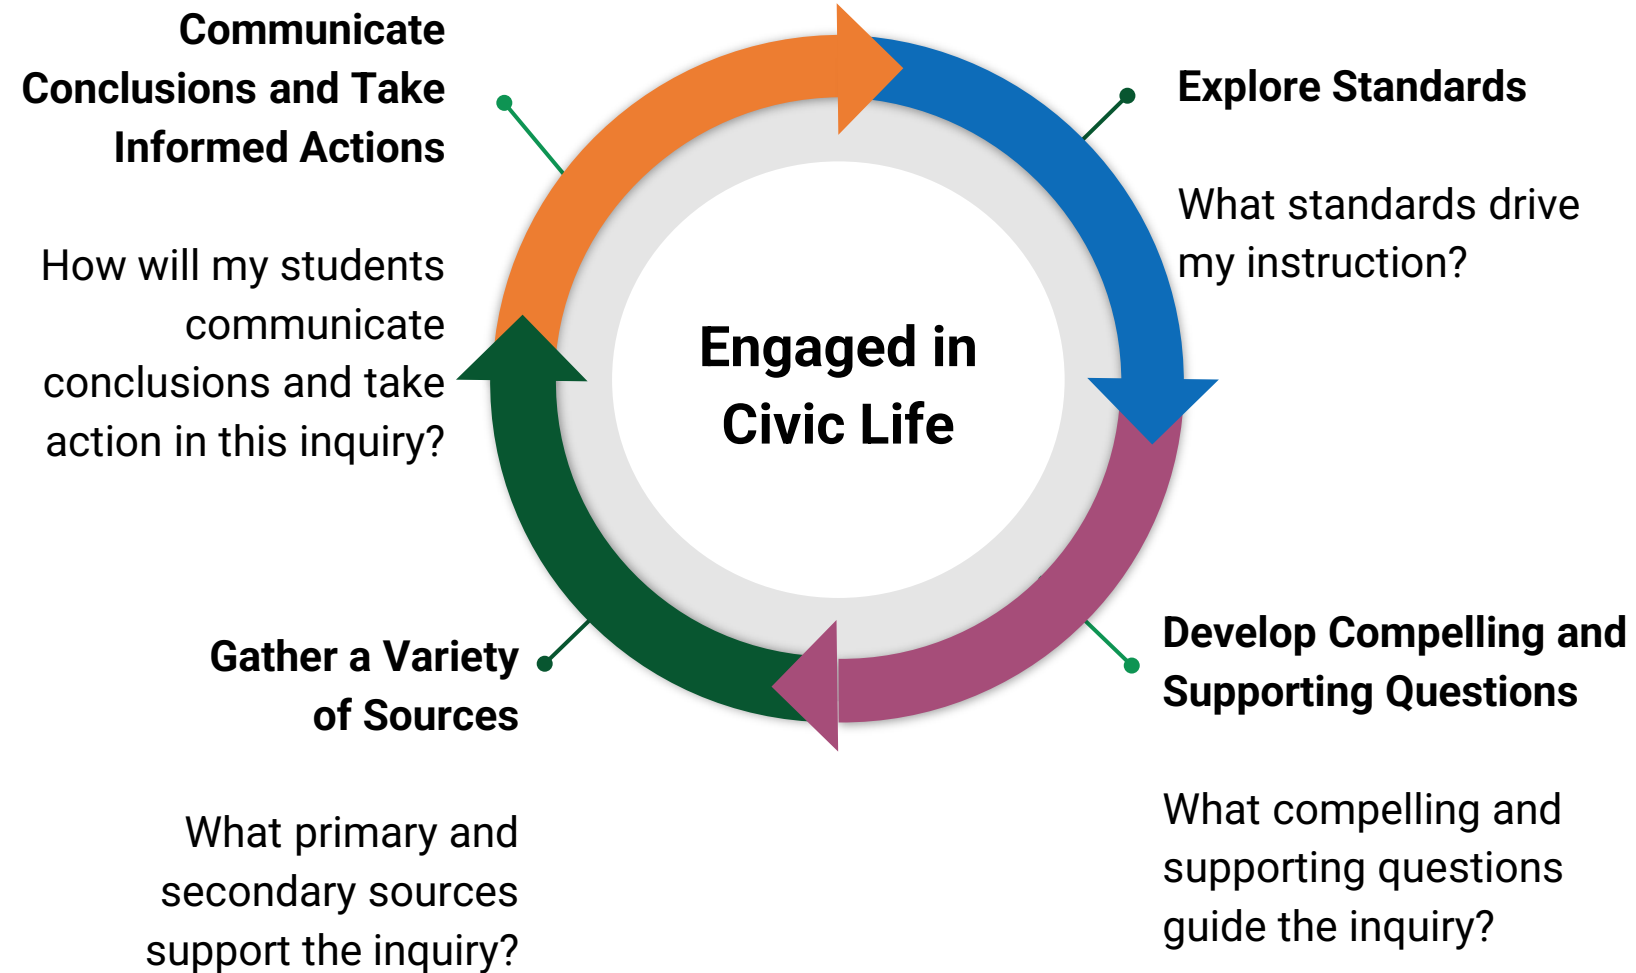 Communicate
Conclusions and Take
Informed Actions
How will my students
communicate
conclusions and take
action in this inquiry?
Explore Standards
What standards drive
my instruction?
Engaged in
Civic Life
Gather a Variety
of Sources
What primary and
secondary sources
support the inquiry?
Develop Compelling and
Supporting Questions
What compelling and
supporting questions
guide the inquiry?